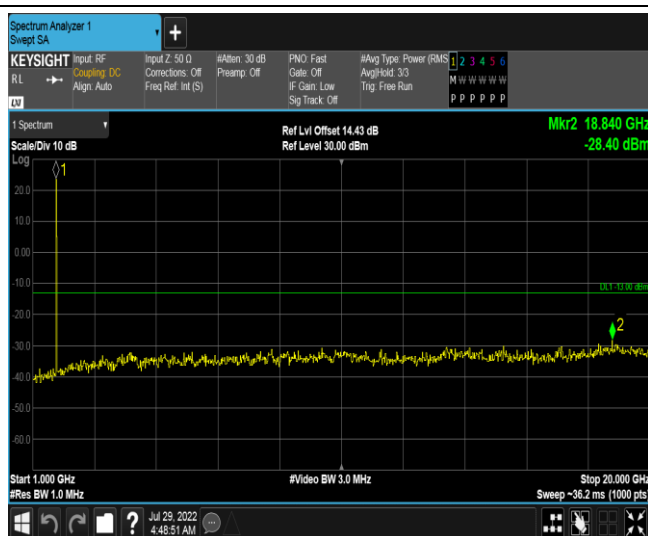 Spectrum Analyzer 1
Swept SA
+
KEYSIGHT
RL
LXI
Input: RF
Coupling: DC
Align: Auto
Input Z: 50 Ω
Corrections: Off
Freq Ref: Int (S)
#Atten: 30 dB
Preamp: Off
PNO: Fast
Gate: Off
IF Gain: Low
Sig Track: Off
#Avg Type: Power (RMS
Avg|Hold: 3/3
Trig: Free Run
1 2 3 4 5 6
M W W W W W
P P P P P P
1 Spectrum
Scale/Div 10 dB
Log
Ref Lvl Offset 14.43 dB
Ref Level 30.00 dBm
Mkr2 18.840 GHz
-28.40 dBm
1
20.0
10.0
0.00
-10.0
DL1 -13.00 dBm
-20.0
2
-30.0
-40.0
-50.0
-60.0
Start 1.000 GHz
#Video BW 3.0 MHz
Stop 20.000 GHz
#Res BW 1.0 MHz
Sweep ~36.2 ms (1000 pts)
?
Jul 29, 2022
4:48:51 AM